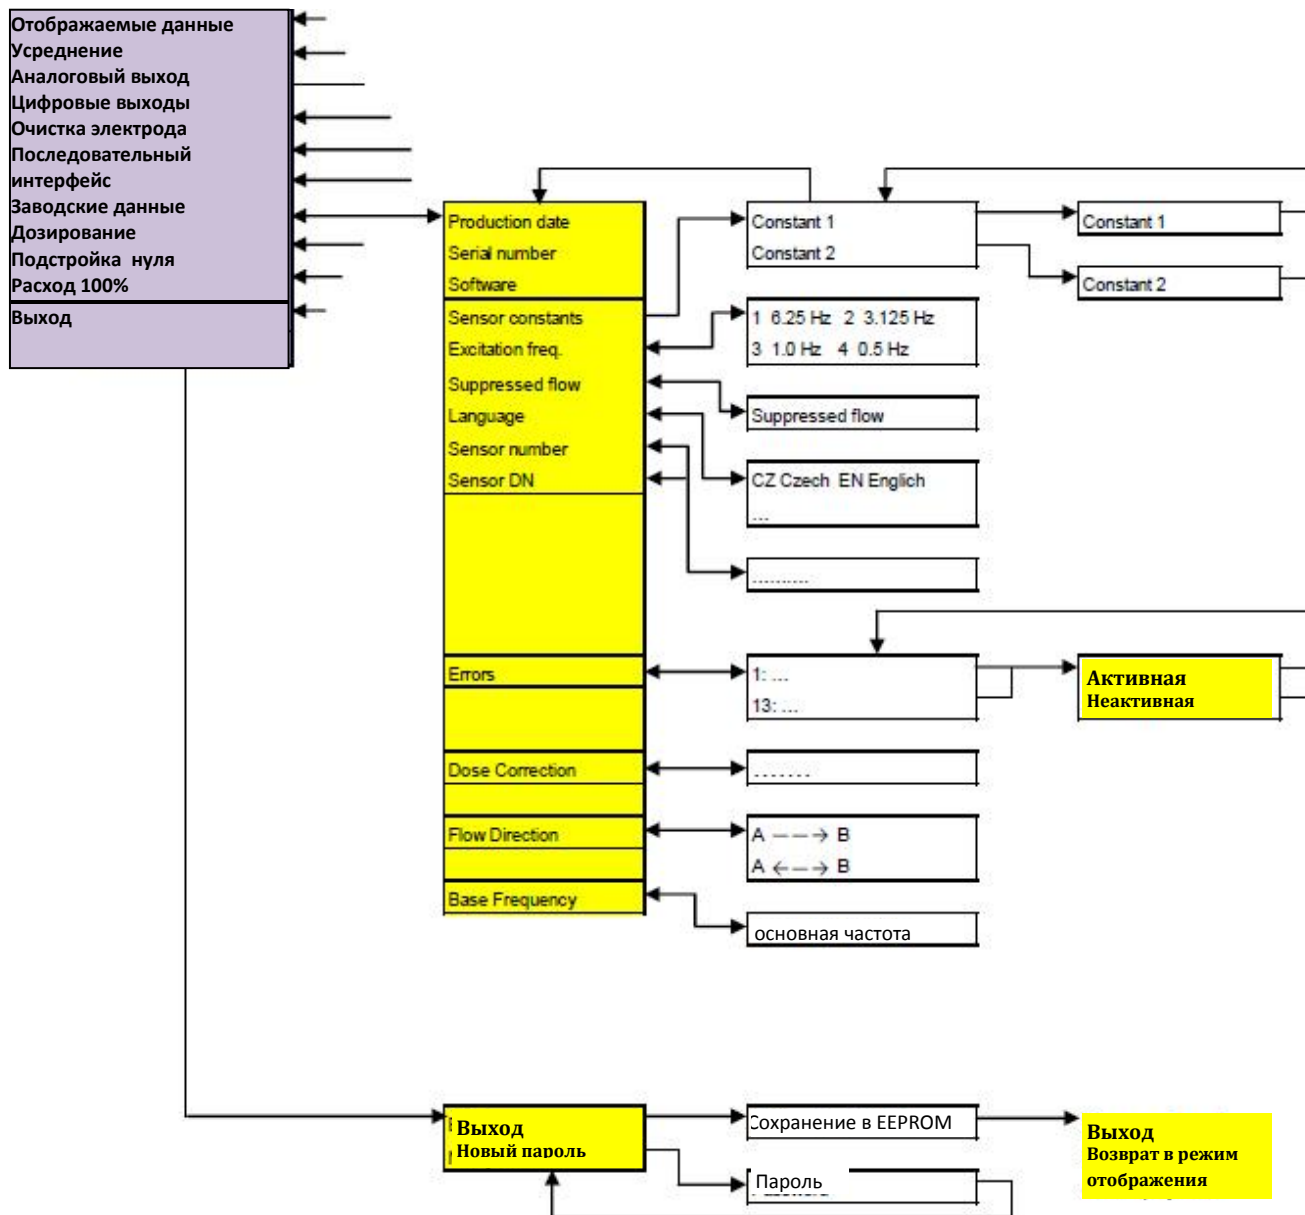 Отображаемые данные
Усреднение
Аналоговый выход
Цифровые выходы
Очистка электрода
Последовательный
интерфейс
Заводские данные
Дозирование
Подстройка нуля
Расход 100%
Выход
Production date
Serial number
Software
Sensor constants
Excitation freq.
Suppressed flow
Language
Sensor number
Sensor DN
Errors
Dose Correction
Flow Direction
Base Frequency
Constant 1
Constant 2
Constant 1
Constant 2
1 6.25 Hz 2 3.125 Hz
3 1.0 Hz 4 0.5 Hz
Suppressed flow
CZ Czech EN Englich
...
..........
1: ...
13: ...
Активная
Неактивная
.......
A ---→ B
A ←--→ B
основная частота
Выход
Новый пароль
Сохранение в EEPROM
Пароль
Выход
Возврат в режим
отображения